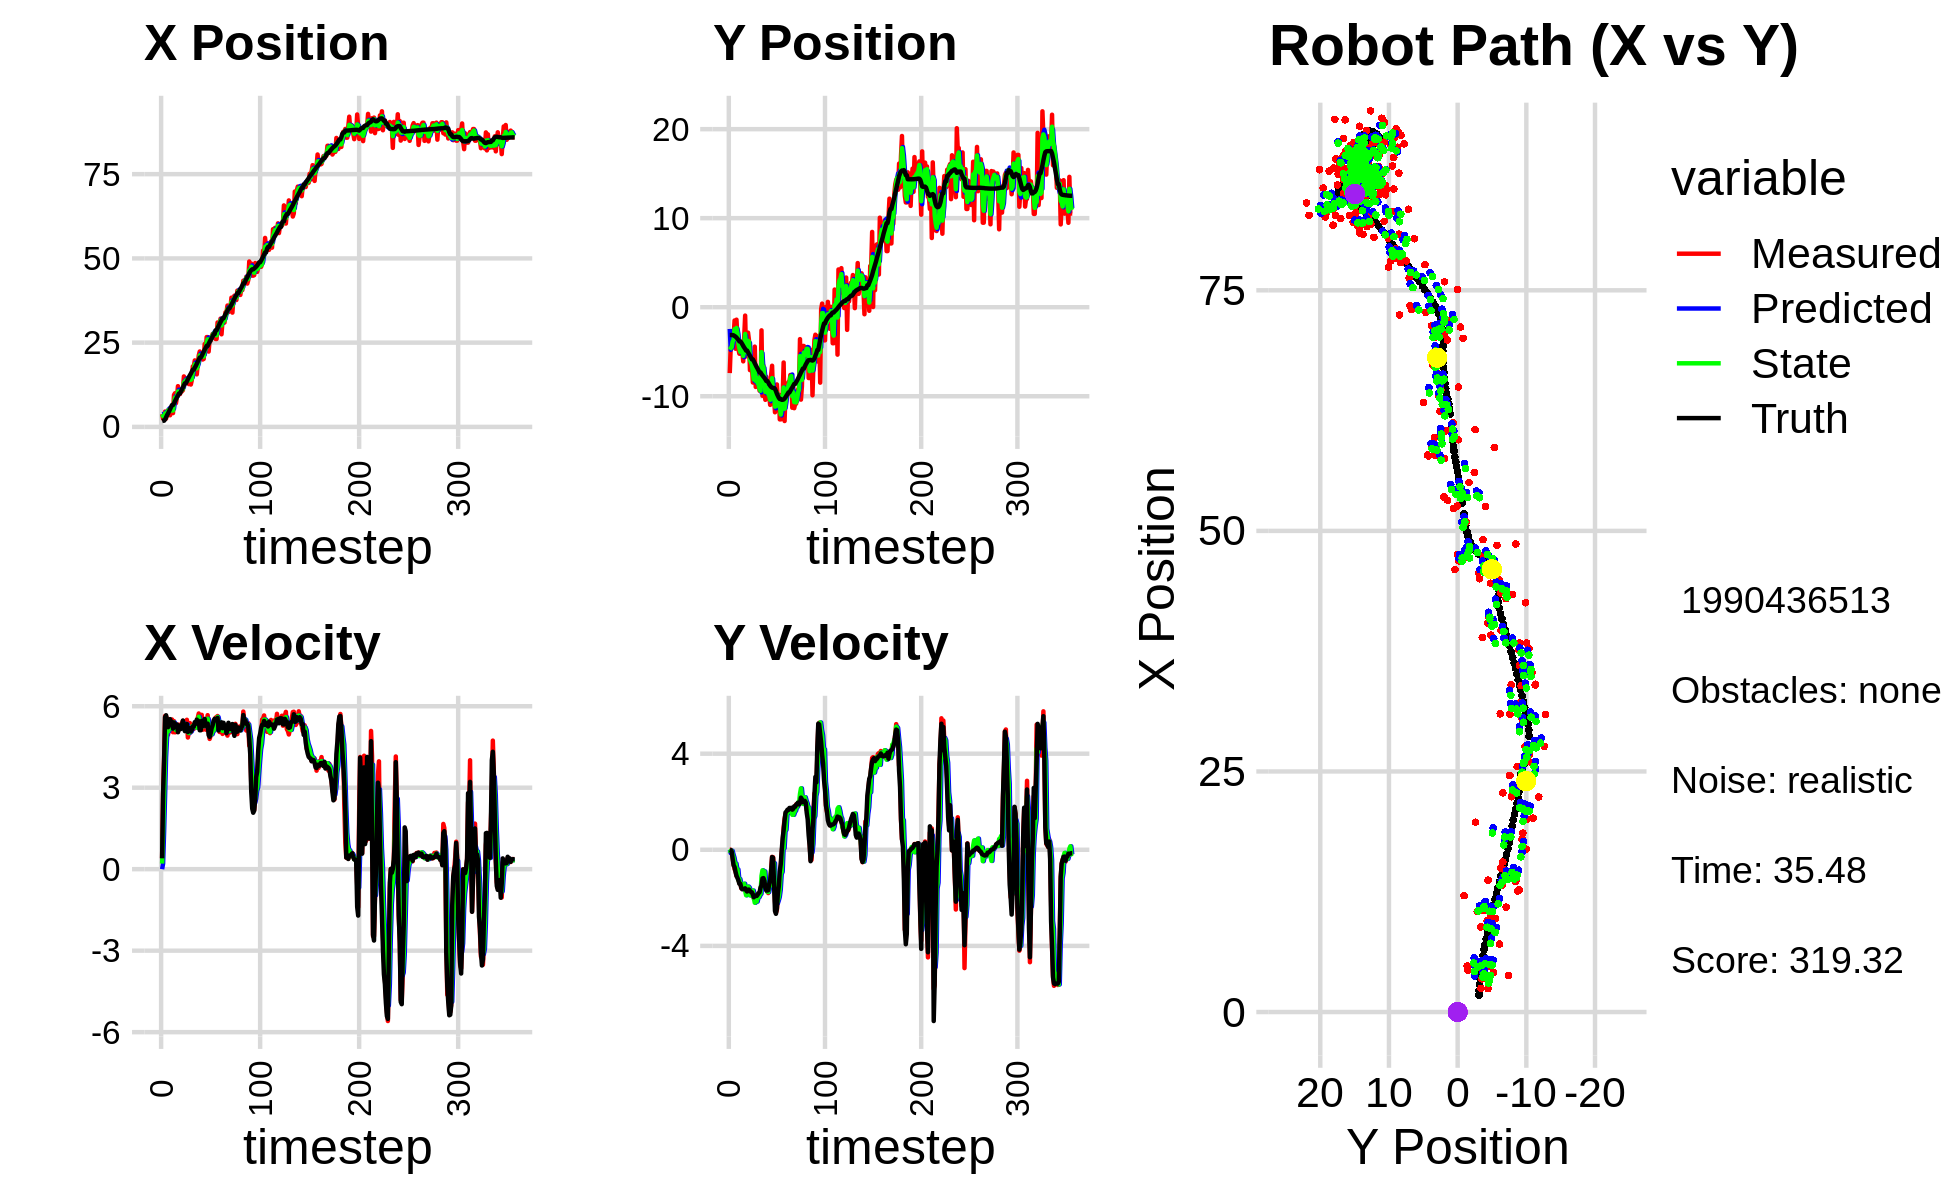 X Position
75
50
25
0
0
100
200
300
timestep
Y Position
20
10
0
-10
0
100
200
300
timestep
X Velocity
6
3
0
-3
-6
0
100
200
300
timestep
Y Velocity
4
0
-4
0
100
200
300
timestep
Robot Path (X vs Y)
X Position
75
50
25
0
20 10 0 -10 -20
Y Position
variable
Measured
Predicted
State
Truth
1990436513
Obstacles: none
Noise: realistic
Time: 35.48
Score: 319.32